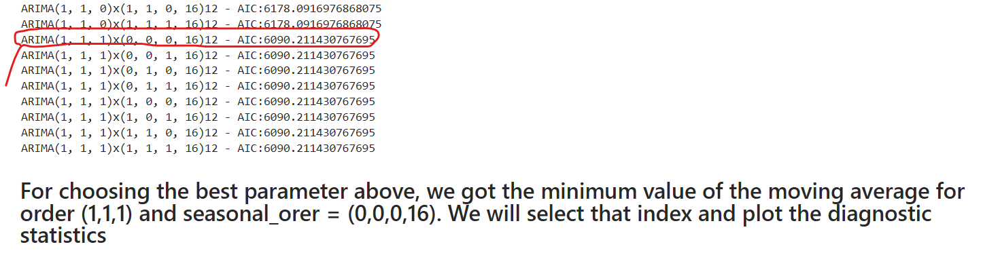 ARIMA(1, 1, 0)x(1, 1, 0, 16)12 - AIC:6178.0916976868075
ARIMA(1, 1, 0)x(1, 1, 1, 16)12 - AIC:6178.0916976868075
ARIMA(1, 1, 1)x(0, 0, 0, 16)12 - AIC:6090.211430767695
ARIMA(1, 1, 1)x(0, 0, 1, 16)12 - AIC:6090.211430767695
ARIMA(1, 1, 1)x(0, 1, 0, 16)12 - AIC:6090.211430767695
ARIMA(1, 1, 1)x(0, 1, 1, 16)12 - AIC:6090.211430767695
ARIMA(1, 1, 1)x(1, 0, 0, 16)12 - AIC:6090.211430767695
ARIMA(1, 1, 1)x(1, 0, 1, 16)12 - AIC:6090.211430767695
ARIMA(1, 1, 1)x(1, 1, 0, 16)12 - AIC:6090.211430767695
ARIMA(1, 1, 1)x(1, 1, 1, 16)12 - AIC:6090.211430767695
For choosing the best parameter above, we got the minimum value of the moving average for
order (1,1,1) and seasonal_orer = (0,0,0,16). We will select that index and plot the diagnostic
statistics